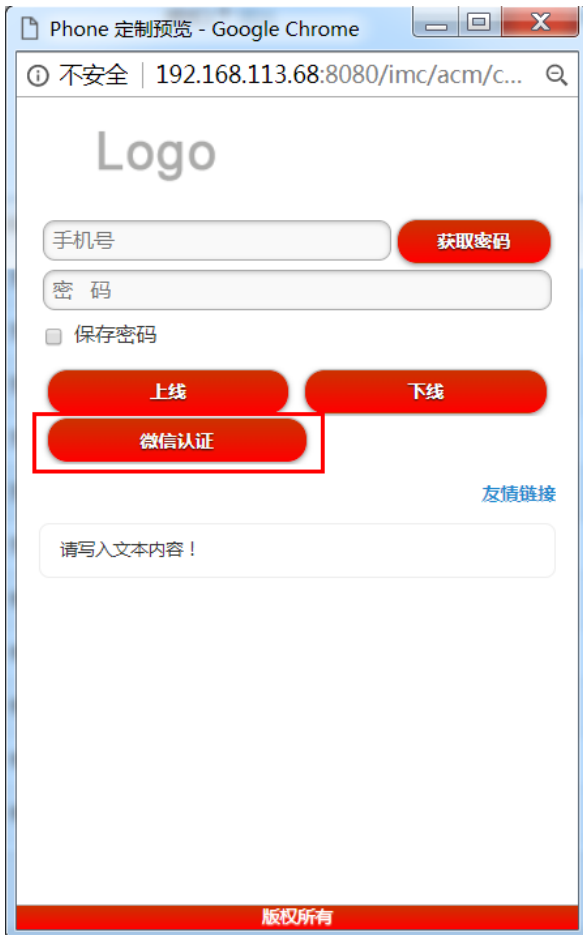 Phone 定制预览 - Google Chrome
不安全 | 192.168.113.68:8080/imc/acm/c...
Logo
手机号 获取密码
密 码
保存密码
上线 下线
微信认证
友情链接
请写入文本内容！
版权所有